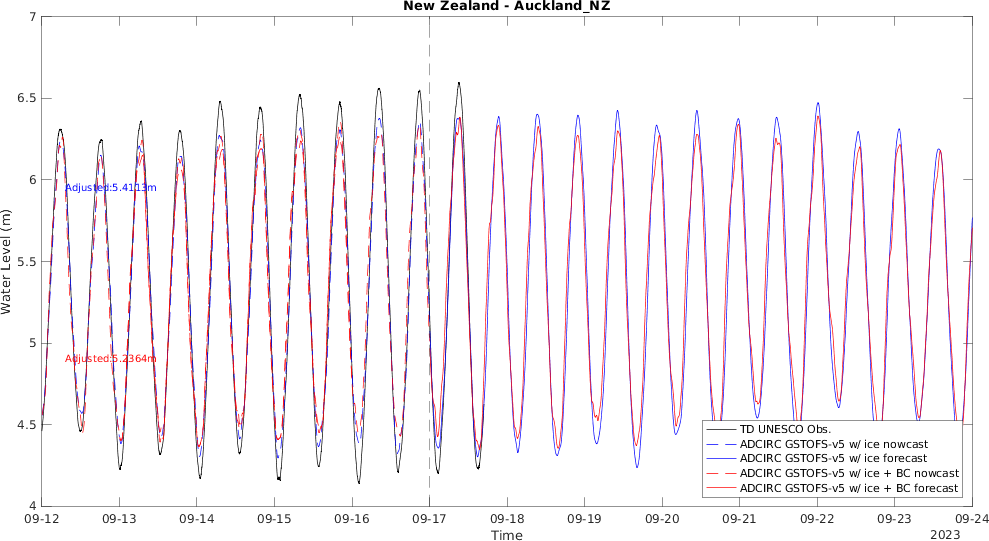 New Zealand - Auckland_NZ
7
6.5
6
5.5
5
4.5
4
Water Level (m)
Adjusted:5.4113m
Adjusted:5.2364m
TD UNESCO Obs.
ADCIRC GSTOFS-v5 w/ ice nowcast
ADCIRC GSTOFS-v5 w/ ice forecast
ADCIRC GSTOFS-v5 w/ ice + BC nowcast
ADCIRC GSTOFS-v5 w/ ice + BC forecast
09-12 09-13 09-14 09-15 09-16 09-17 09-18 09-19 09-20 09-21 09-22 09-23 09-24
Time
2023